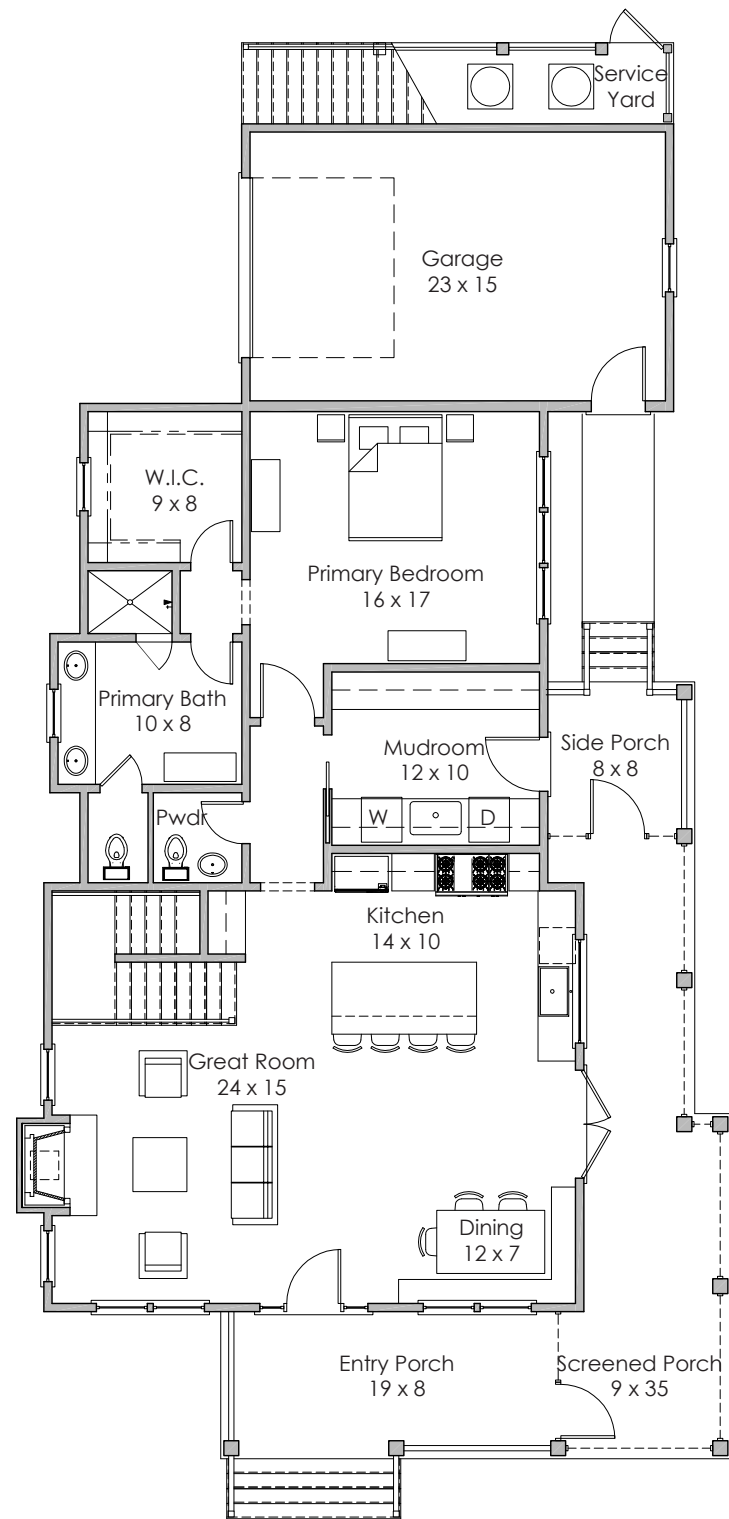 Service
Yard
Garage
23 x 15
W.I.C.
9 x 8
Primary Bedroom
16 x 17
Primary Bath
10 x 8
Mudroom
12 x 10
Side Porch
8 x 8
W
D
Pwdr
Kitchen
14 x 10
Great Room
24 x 15
Dining
12 x 7
Entry Porch
19 x 8
Screened Porch
9 x 35